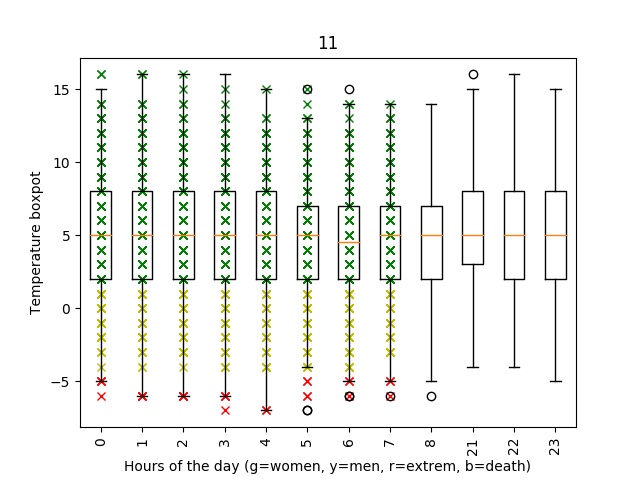 11
15
10
5
0
−5
Temperature boxpot
0 1 2 3 4 5 6 7 8 21 22 23
Hours of the day (g=women, y=men, r=extrem, b=death)